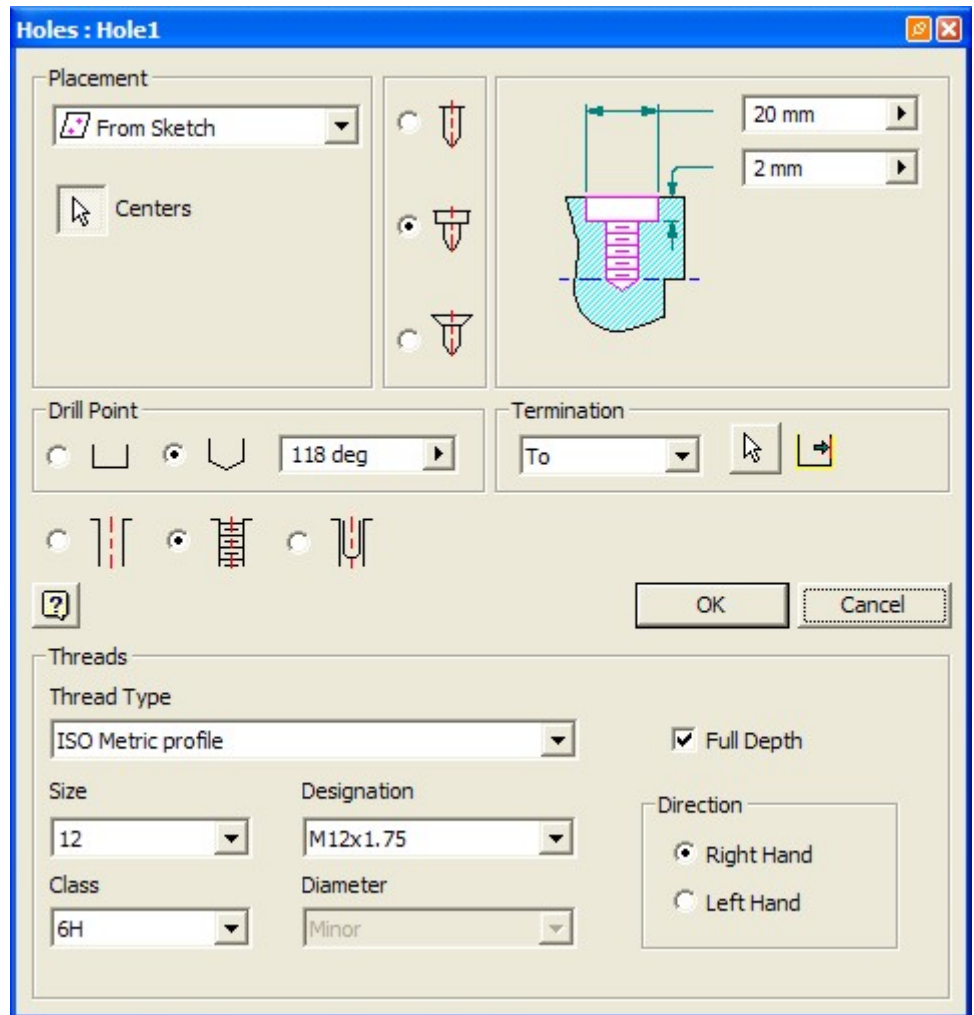 Holes : Hole1
Placement
From Sketch
Centers
20 mm
2 mm
Drill Point
118 deg
Termination
To
OK
Cancel
Threads
Thread Type
ISO Metric profile
Full Depth
Size
Designation
12
M12x1.75
Class
Diameter
6H
Minor
Direction
Right Hand
Left Hand